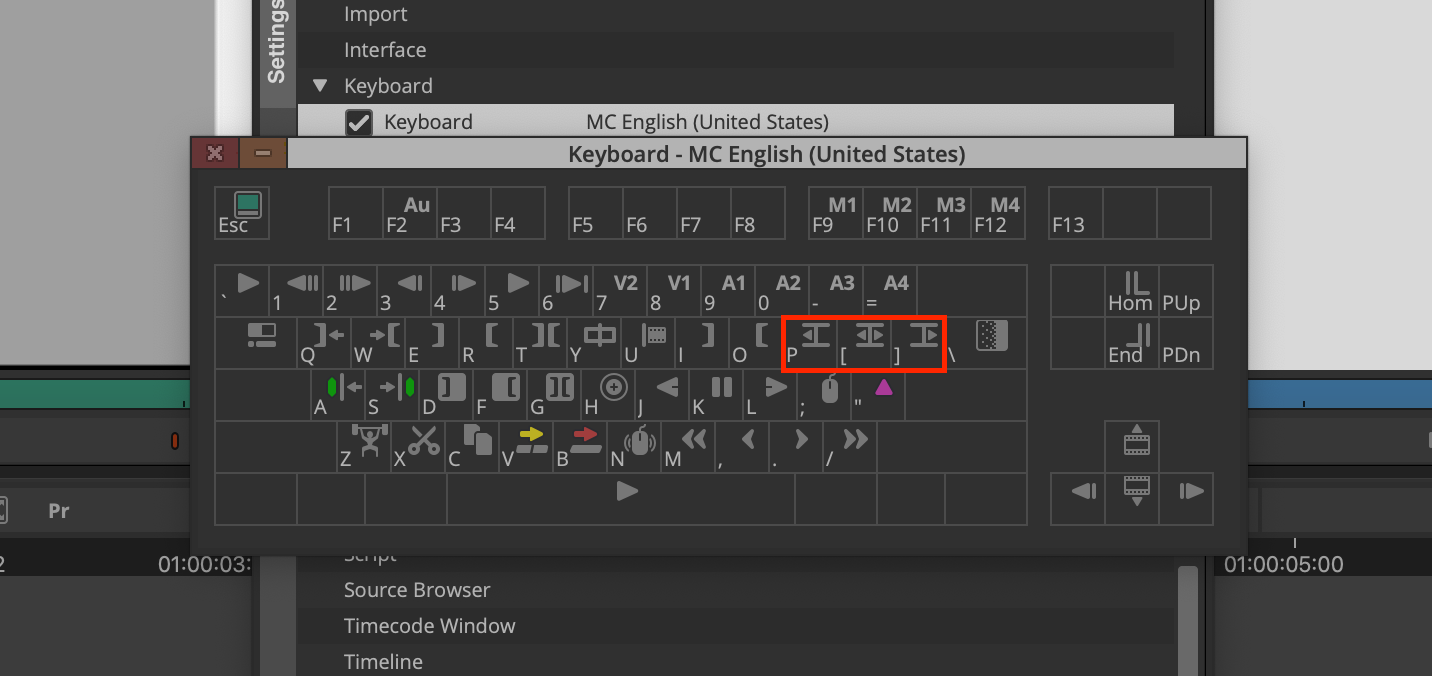 Settings
Import
Interface
Keyboard
Keyboard MC English (United States)
Keyboard - MC English (United States)
Esc F1 F2 Au F3 F4 F5 F6 F7 F8 F9 M1 F10 M2 F11 M3 F12 M4 F13
` 1 2 3 4 5 6 7 V2 8 V1 9 A1 0 A2 - A3 = A4 Hom PUp
Q W E R T Y U I O P [ ] \ End PDn
A S D F G H J K L ; "
Z X C V B N M , . /
Pr
2 01:00:03: 01:00:05:00
Script
Source Browser
Timecode Window
Timeline